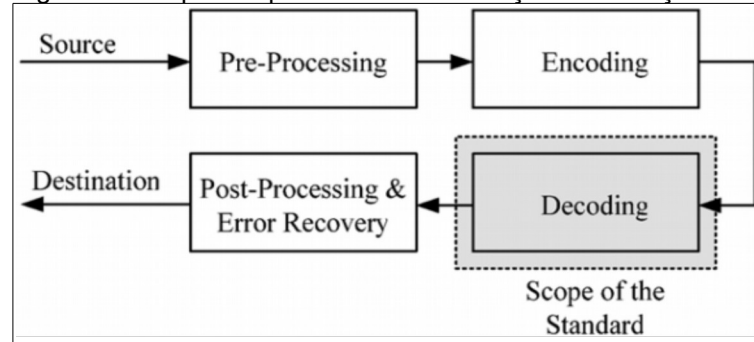 Source
Pre-Processing
Encoding
Destination
Post-Processing &
Error Recovery
Decoding
Scope of the
Standard